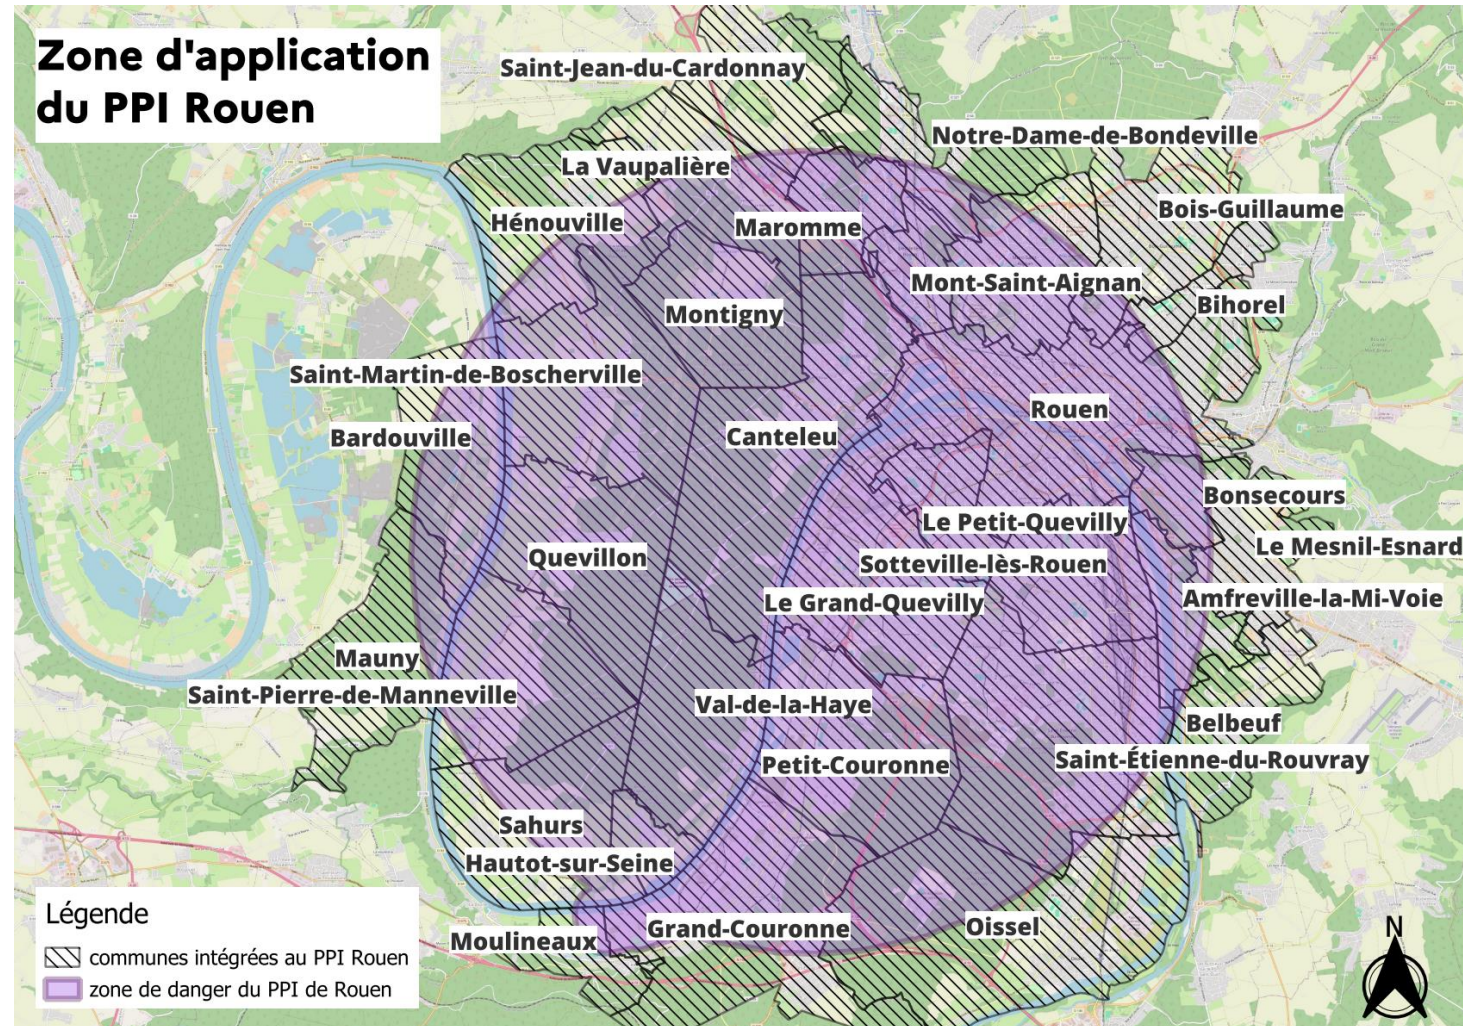 Zone d'application
du PPI Rouen
Saint-Jean-du-Cardonnay
Notre-Dame-de-Bondeville
La Vaupalière
Hénouville
Maromme
Bois-Guillaume
Mont-Saint-Aignan
Montigny
Bihorel
Saint-Martin-de-Boscherville
Rouen
Bardouville
Canteleu
Bonsecours
Le Petit-Quevilly
Le Mesnil-Esnard
Quevillon
Sotteville-lès-Rouen
Le Grand-Quevilly
Amfreville-la-Mi-Voie
Mauny
Saint-Pierre-de-Manneville
Val-de-la-Haye
Belbeuf
Petit-Couronne
Saint-Étienne-du-Rouvray
Sahurs
Hautot-sur-Seine
Grand-Couronne
Oissel
Moulineaux
Légende
communes intégrées au PPI Rouen
zone de danger du PPI de Rouen
N